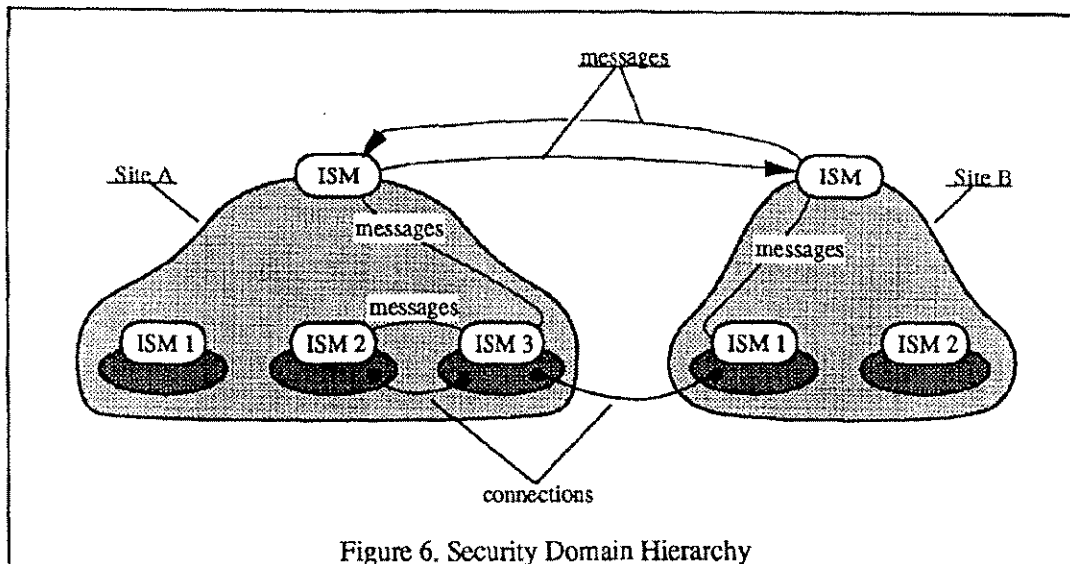 messages
Site A
ISM
ISM
Site B
messages
messages
messages
ISM 1
ISM 2
ISM 3
ISM 1
ISM 2
connections
Figure 6. Security Domain Hierarchy